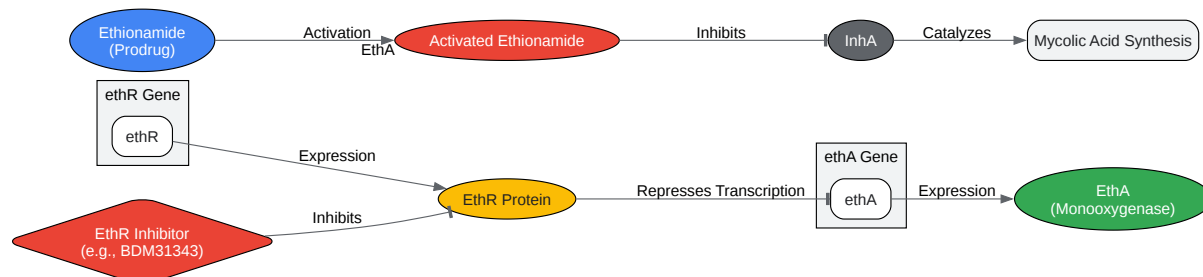 Ethionamide
(Prodrug)
Activation
EthA
Activated Ethionamide
Inhibits
InhA
Catalyzes
Mycolic Acid Synthesis
ethR Gene
ethR
Expression
EthR Inhibitor
(e.g., BDM31343)
Inhibits
EthR Protein
Represses Transcription
ethA Gene
ethA
Expression
EthA
(Monooxygenase)